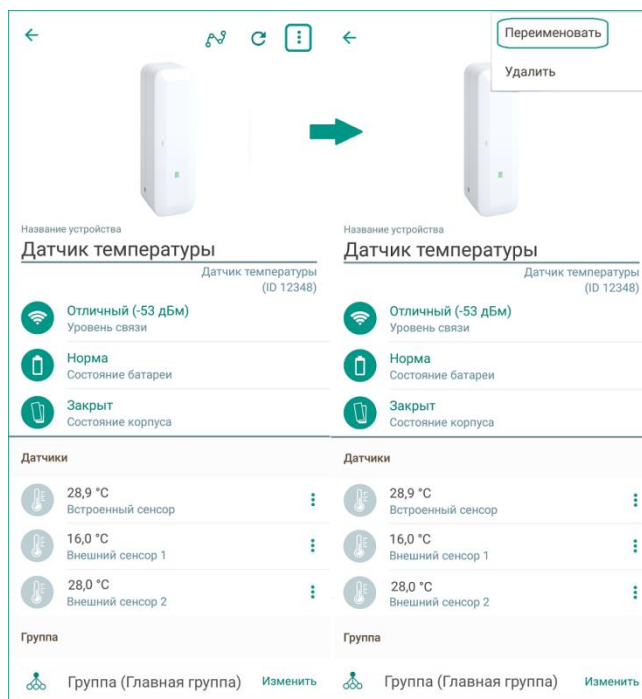 Название устройства
Датчик температуры
Датчик температуры
(ID 12348)
Отличный (-53 дБм)
Уровень связи
Норма
Состояние батареи
Закрыт
Состояние корпуса
Датчики
28,9 °C
Встроенный сенсор
16,0 °C
Внешний сенсор 1
28,0 °C
Внешний сенсор 2
Группа
Группа (Главная группа) Изменить
Переименовать
Удалить
Название устройства
Датчик температуры
Датчик температуры
(ID 12348)
Отличный (-53 дБм)
Уровень связи
Норма
Состояние батареи
Закрыт
Состояние корпуса
Датчики
28,9 °C
Встроенный сенсор
16,0 °C
Внешний сенсор 1
28,0 °C
Внешний сенсор 2
Группа
Группа (Главная группа) Изменить